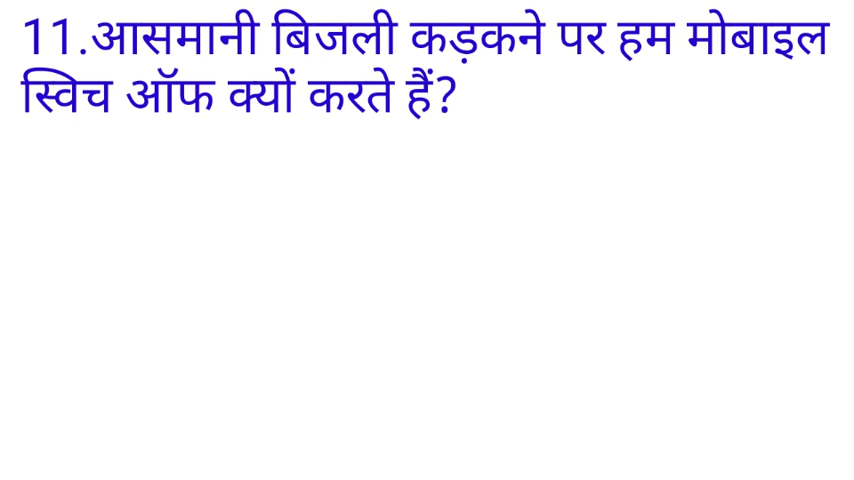 11.आसमानी बिजली कड़कने पर हम मोबाइल
स्विच ऑफ क्यों करते हैं?